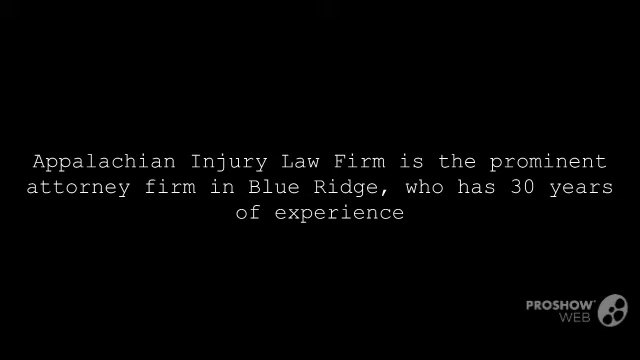 Appalachian Injury Law Firm is the prominent
attorney firm in Blue Ridge, who has 30 years
of experience
PROSHOW
WEB